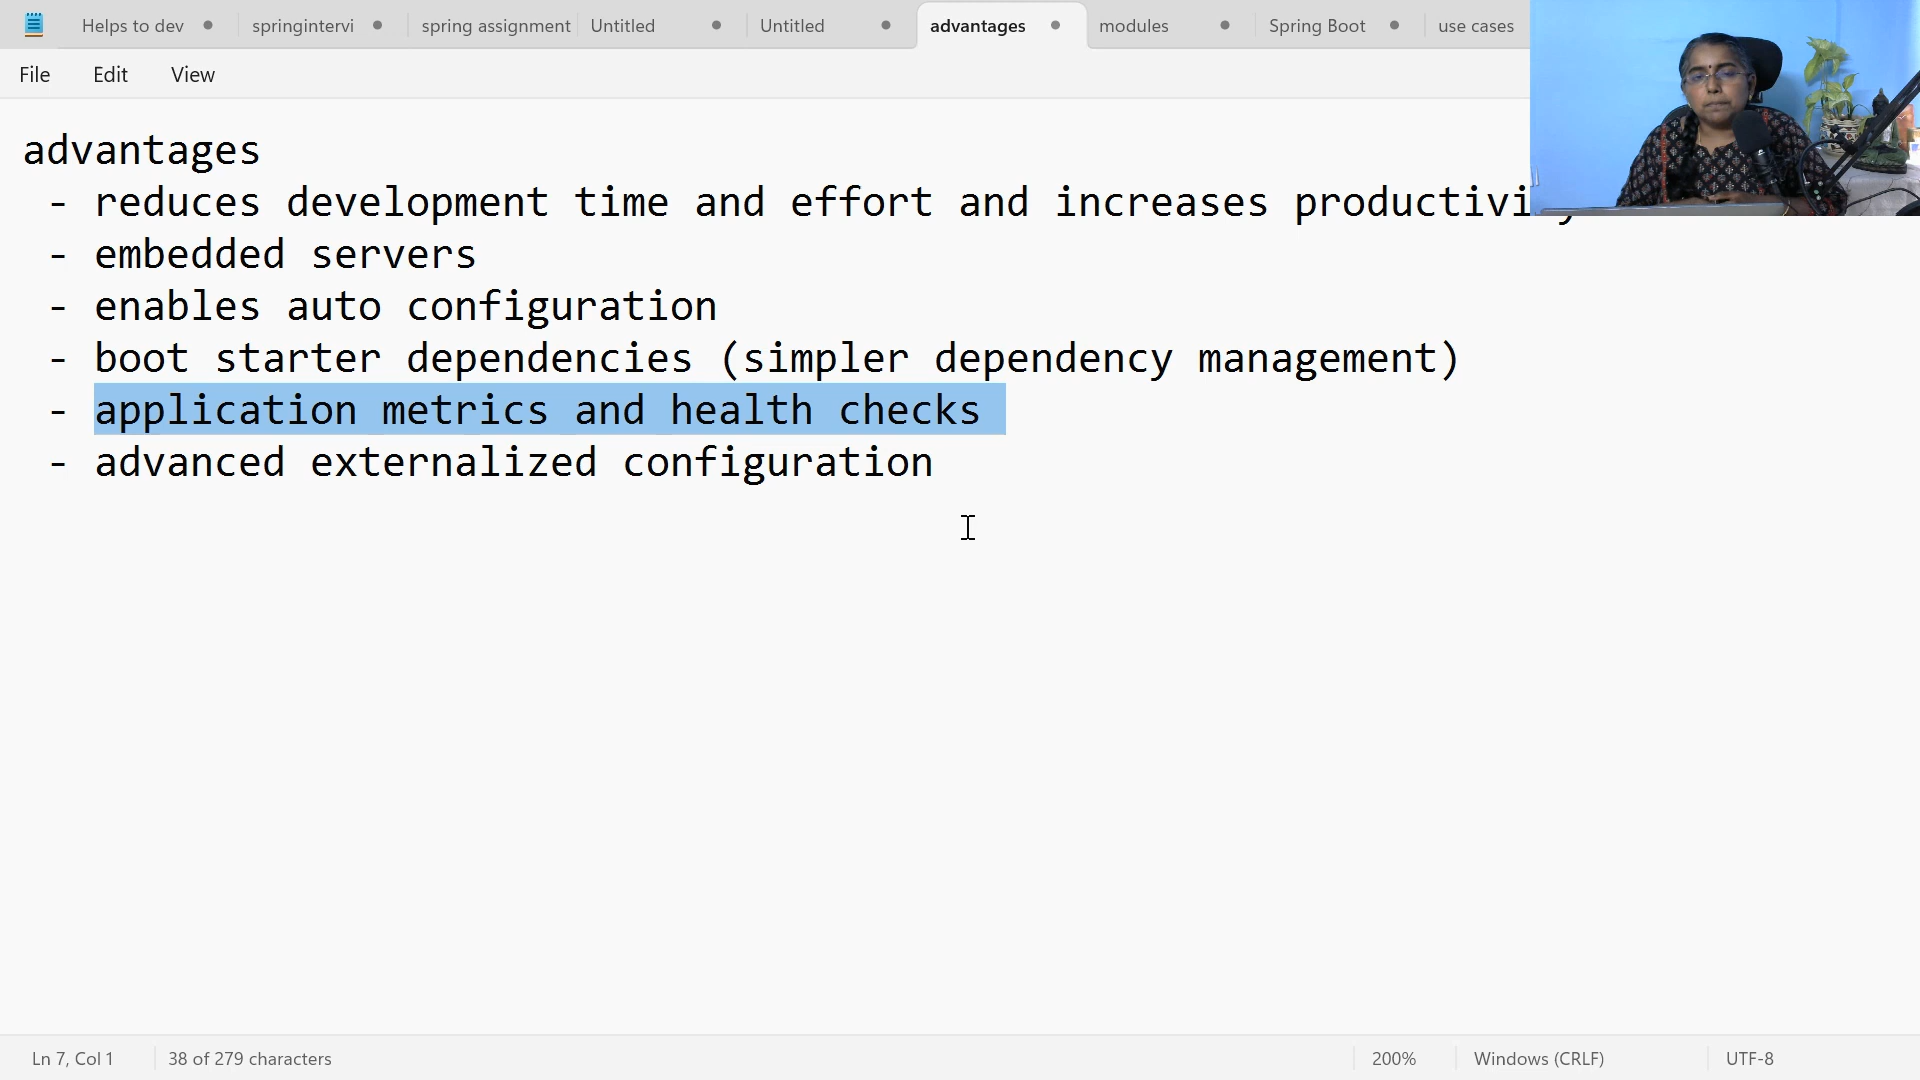 Helps to dev
springintervi
spring assignment
Untitled
Untitled
advantages
modules
Spring Boot
use cases
File
Edit
View
advantages
- reduces development time and effort and increases
- embedded servers
- enables auto configuration
- boot starter dependencies (simpler dependency management)
- application metrics and health checks
- advanced externalized configuration
Ln 7, Col 1
38 of 279 characters
200%
Windows (CRLF)
UTF-8